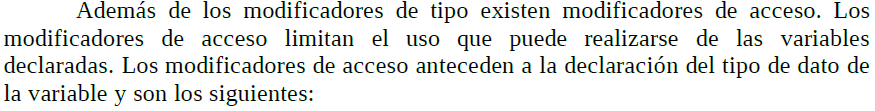 Además de los modificadores de tipo existen modificadores de acceso. Los
modificadores de acceso limitan el uso que puede realizarse de las variables
declaradas. Los modificadores de acceso anteceden a la declaración del tipo de dato de
la variable y son los siguientes: